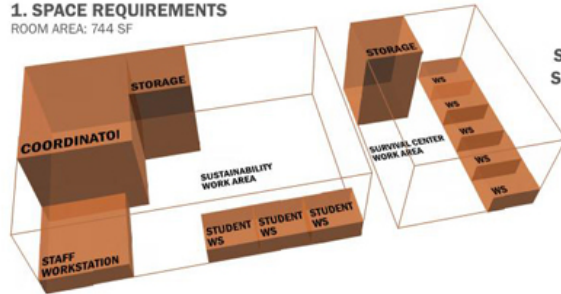 1. SPACE REQUIREMENTS
ROOM AREA: 744 SF
STORAGE
COORDINATOI
STAFF
WORKSTATION
SUSTAINABILITY
WORK AREA
STUDENT
WS
STUDENT
WS
STUDENT
WS
STORAGE
SURVIVAL CENTER
WORK AREA
WS
WS
WS
WS
WS
S
S